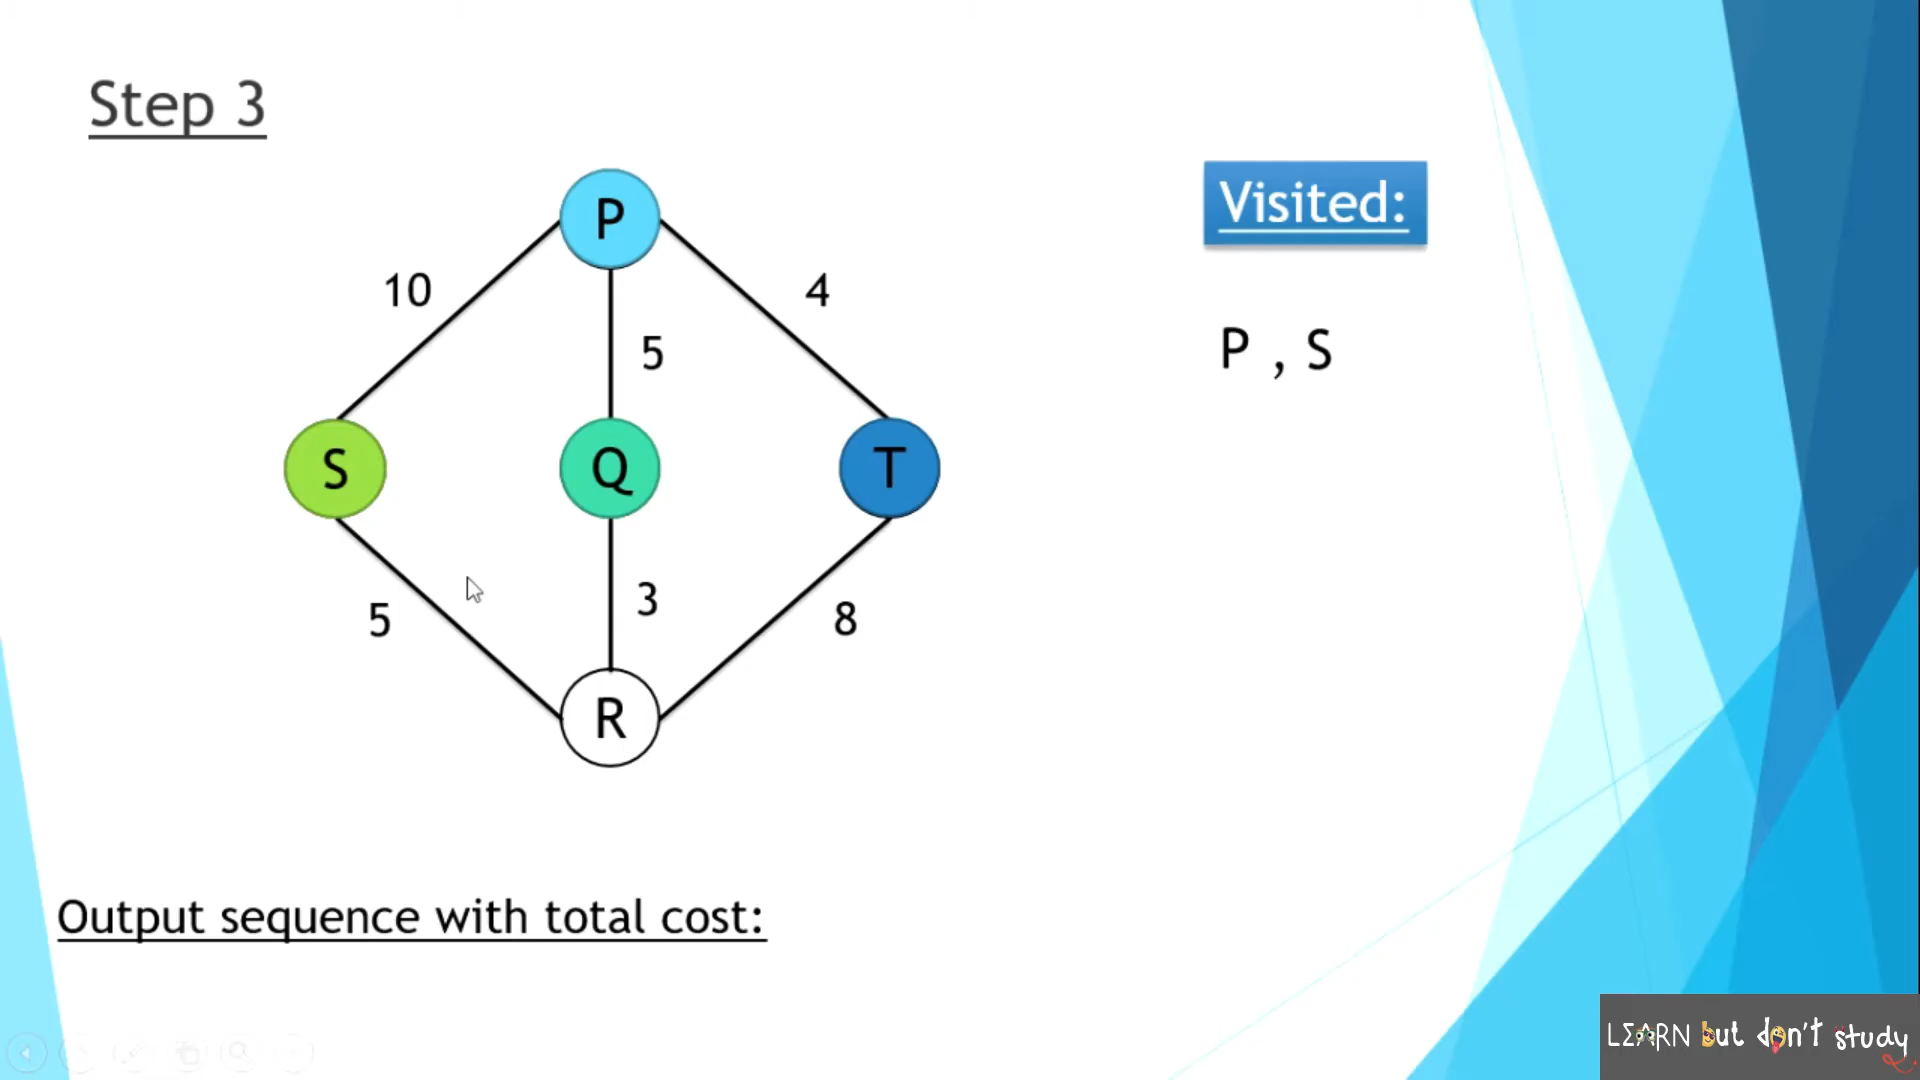 Step 3
Visited:
P
10
4
5
P , S
S
Q
T
5
3
8
R
Output sequence with total cost:
LEARN but don't study